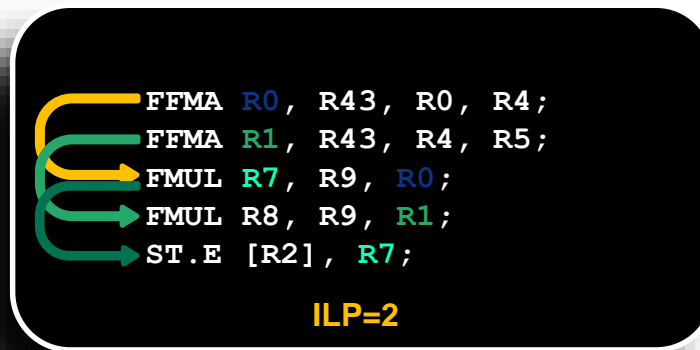 FFMA R0, R43, R0, R4;
FFMA R1, R43, R4, R5;
FMUL R7, R9, R0;
FMUL R8, R9, R1;
ST.E [R2], R7;
ILP=2